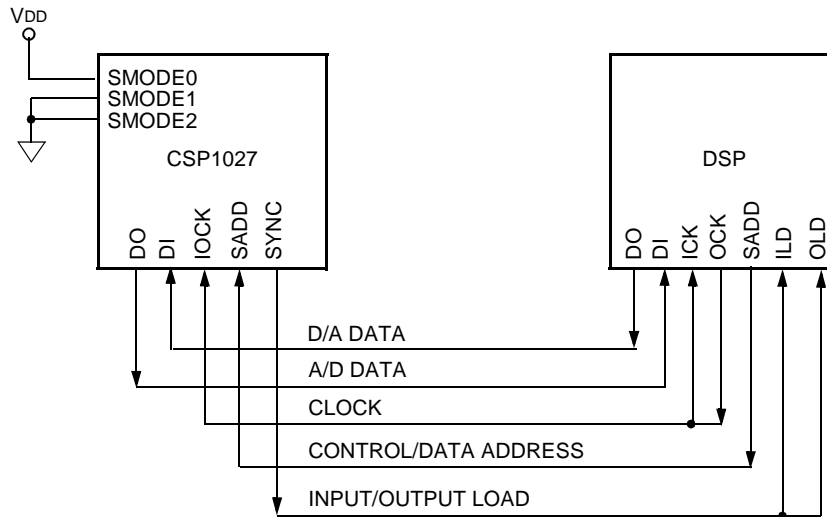 VDD
SMODE0
SMODE1
SMODE2
CSP1027
DSP
DO
DI
IOCK
SADD
SYNC
DO
DI
ICK
OCK
SADD
ILD
OLD
D/A DATA
A/D DATA
CLOCK
CONTROL/DATA ADDRESS
INPUT/OUTPUT LOAD